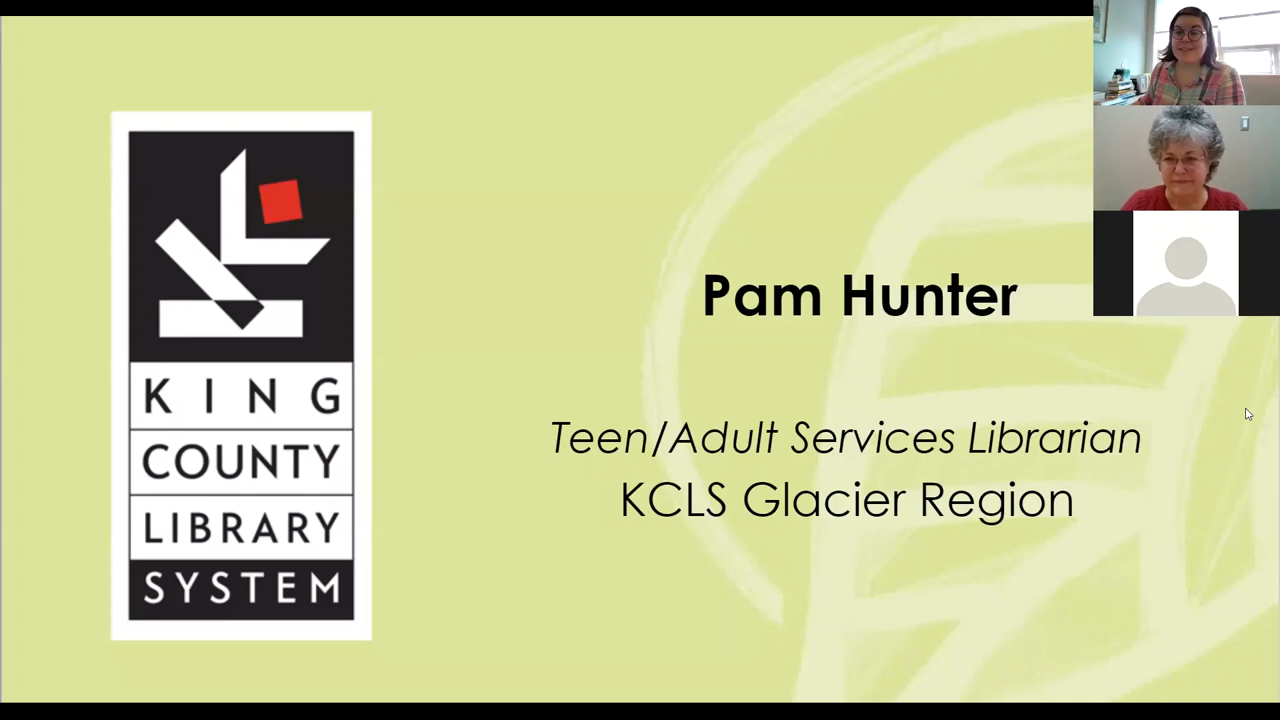 KING
COUNTY
LIBRARY
SYSTEM
Pam Hunter
Teen/Adult Services Librarian
KCLS Glacier Region